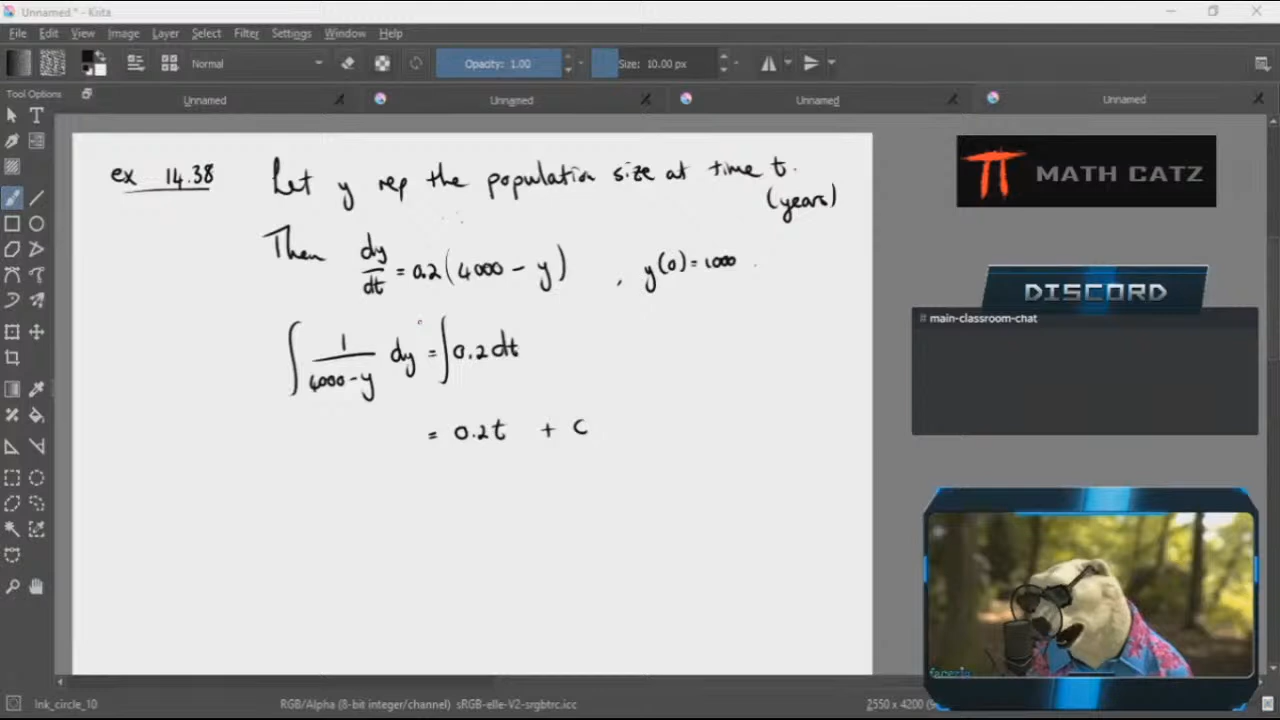 Unnamed * - Krita
File Edit View Image Layer Select Filter Settings Window Help
Normal Opacity: 1.00 Size: 10.00 px
Tool Options
Unnamed Unnamed Unnamed Unnamed
ex 14.38 Let y rep the population size at time t.
(years)
Then dy/dt = 0.2(4000 - y) , y(0) = 1000
∫ 1/(4000-y) dy = ∫ 0.2 dt
= 0.2t + c
π MATH CATZ
DISCORD
# main-classroom-chat
Ink_circle_10 RGB/Alpha (8-bit integer/channel) sRGB-elle-V2-srgbtrc.icc 2550 x 4200